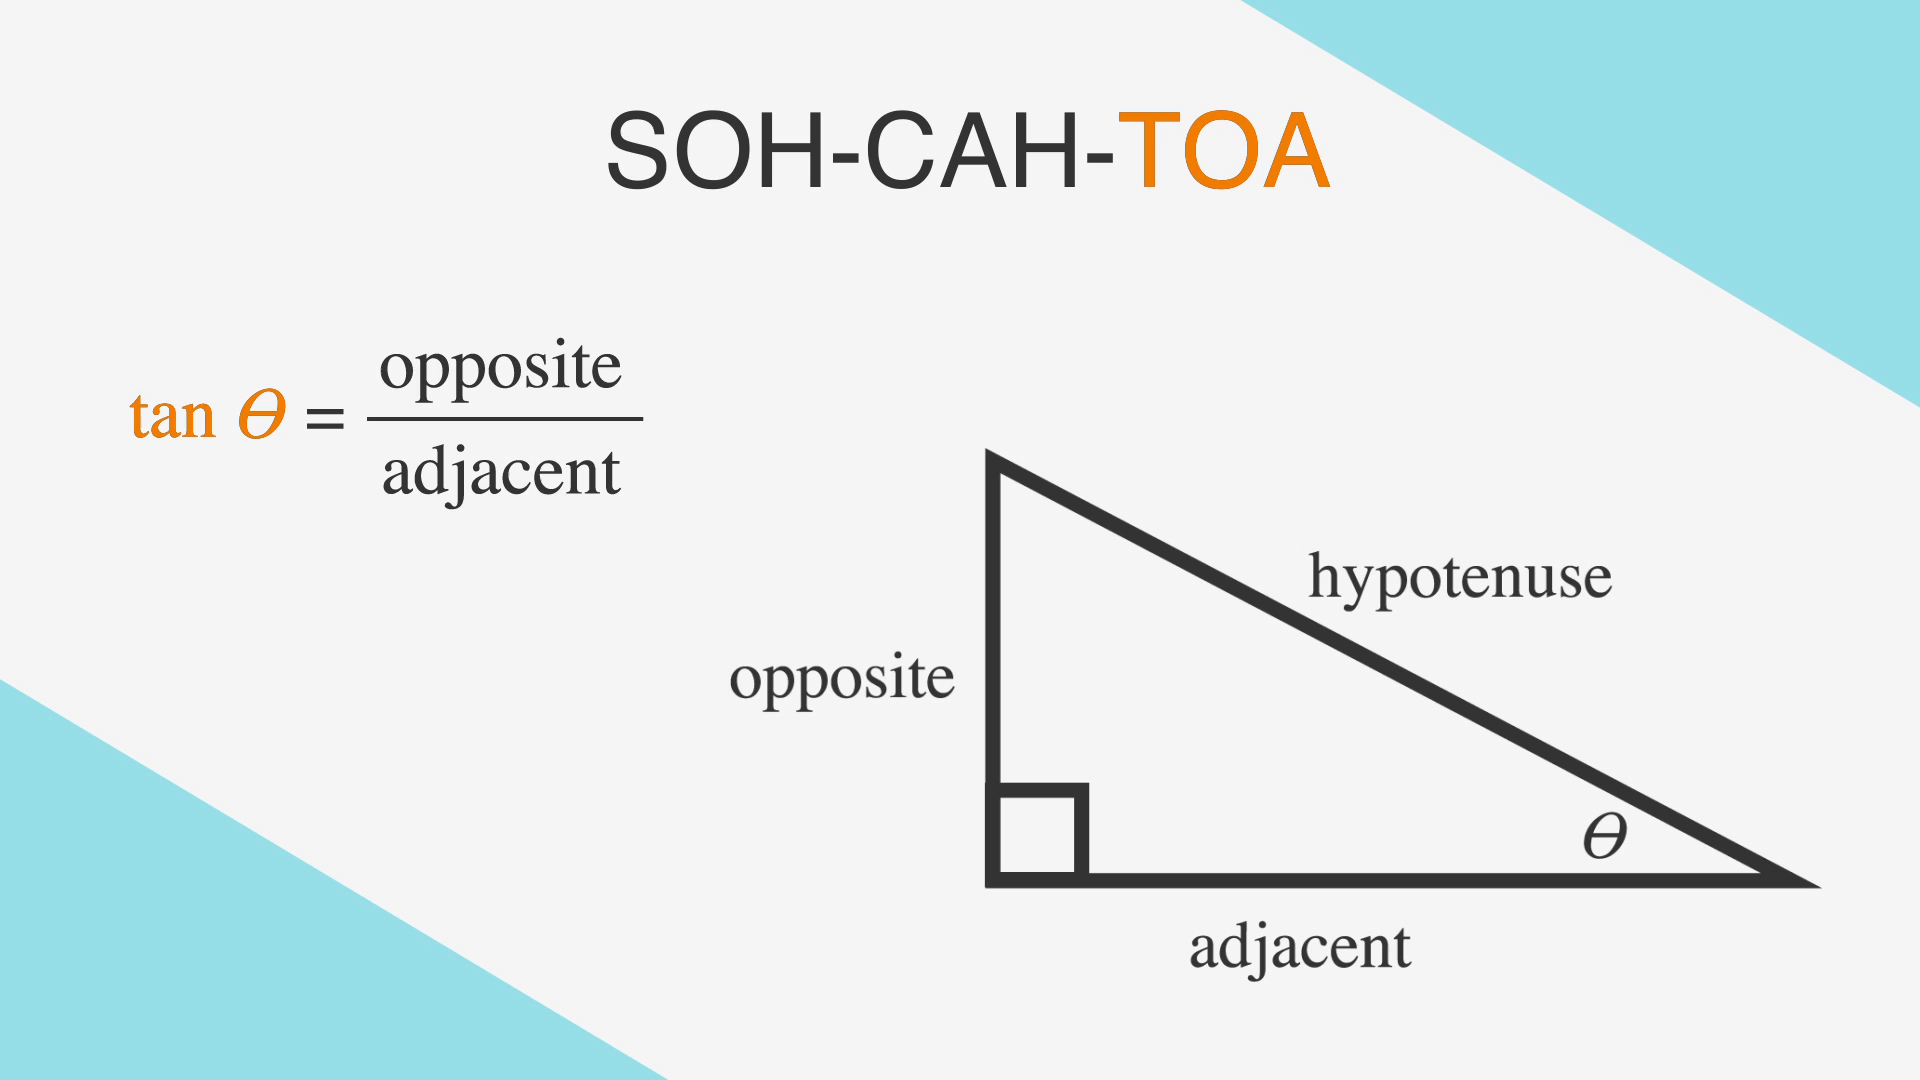 SOH-CAH-TOA
tan θ = opposite
adjacent
hypotenuse
opposite
θ
adjacent